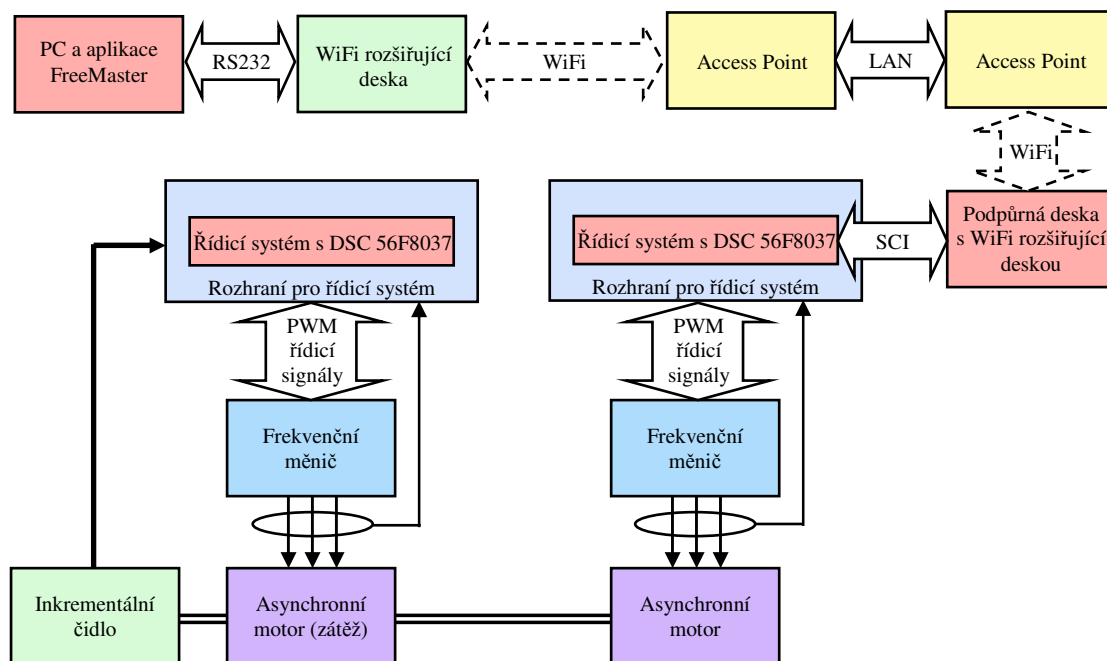 PC a aplikace
FreeMaster
RS232
WiFi rozšiřující
deska
WiFi
Access Point
LAN
Access Point
WiFi
Řídicí systém s DSC 56F8037
Rozhraní pro řídicí systém
Řídicí systém s DSC 56F8037
Rozhraní pro řídicí systém
SCI
Podpůrná deska
s WiFi rozšiřující
deskou
PWM
řídicí
signály
PWM
řídicí
signály
Frekvenční
měnič
Frekvenční
měnič
Inkrementální
čidlo
Asynchronní
motor (zátěž)
Asynchronní
motor